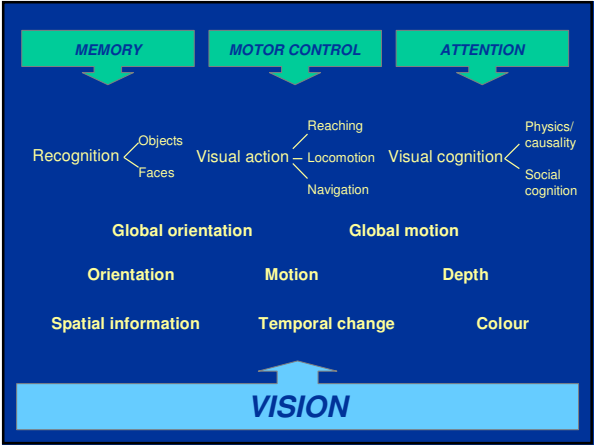 MEMORY MOTOR CONTROL ATTENTION
Reaching Physics/
Objects causality
Recognition Visual action Locomotion Visual cognition
Faces Social
Navigation cognition
Global orientation Global motion
Orientation Motion Depth
Spatial information Temporal change Colour
VISION